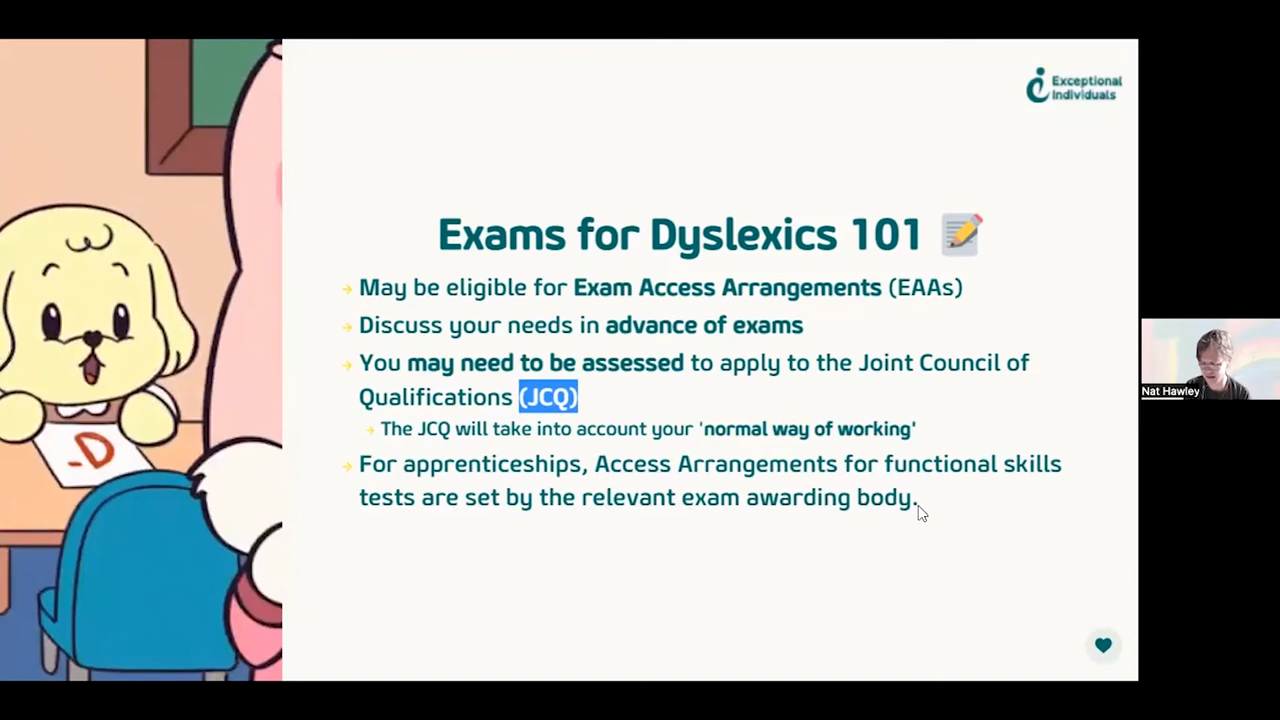 Exceptional
Individuals
Exams for Dyslexics 101
May be eligible for Exam Access Arrangements (EAAs)
Discuss your needs in advance of exams
You may need to be assessed to apply to the Joint Council of
Qualifications (JCQ)
The JCQ will take into account your 'normal way of working'
For apprenticeships, Access Arrangements for functional skills
tests are set by the relevant exam awarding body.
-D
Nat Hawley